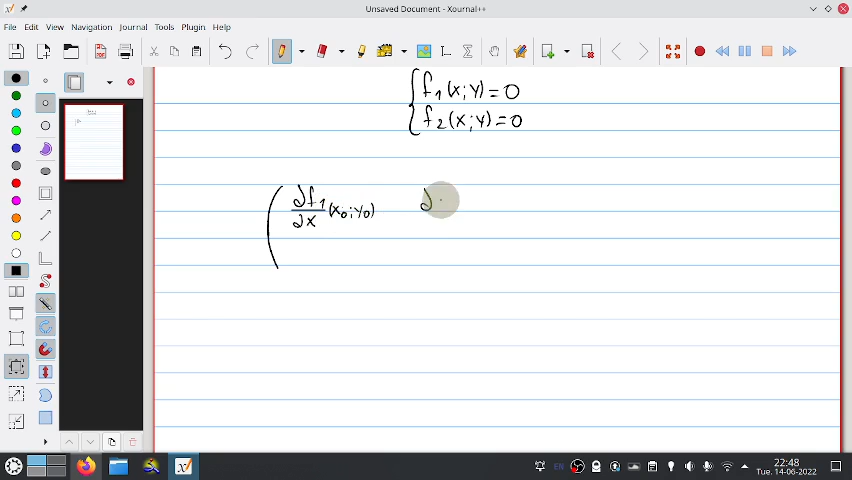 Unsaved Document - Xournal++
File Edit View Navigation Journal Tools Plugin Help
{ f1(x;y)=0
{ f2(x;y)=0
( ∂f1/∂x (x0;y0) ∂
EN
22:48
Tue. 14-06-2022